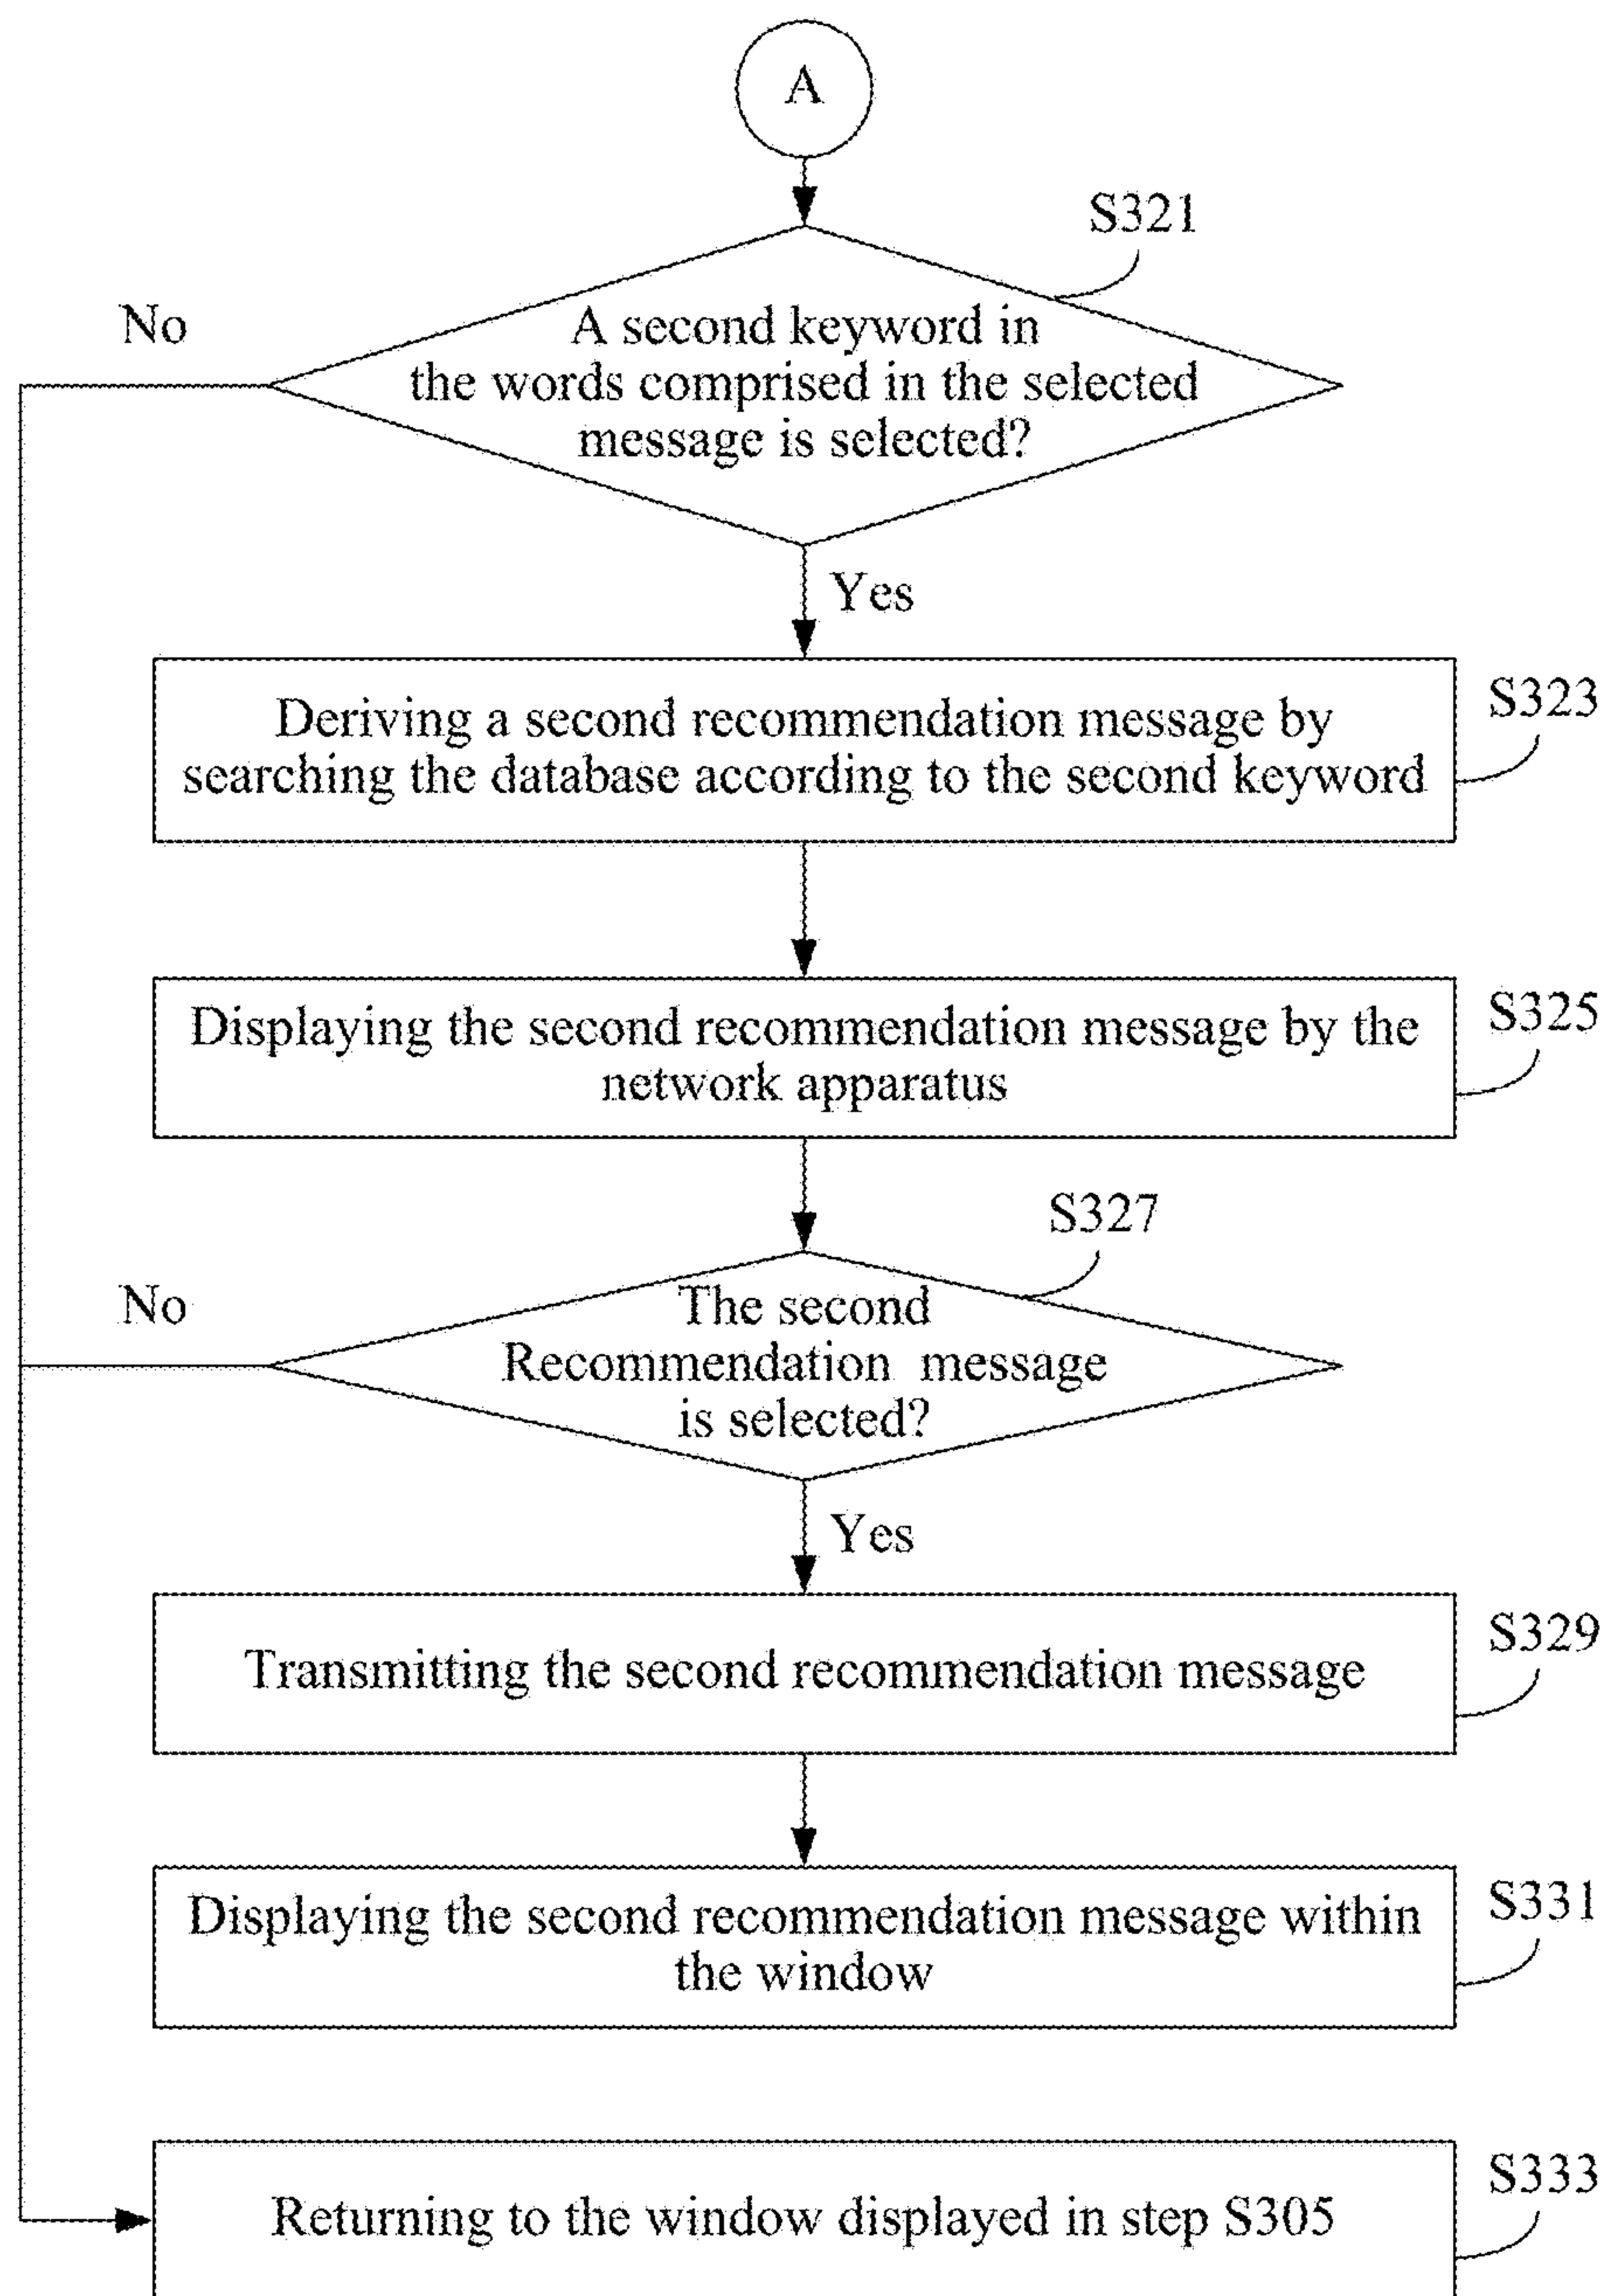 A
S321
No
A second keyword in
the words comprised in the selected
message is selected?
Yes
S323
Deriving a second recommendation message by
searching the database according to the second keyword
S325
Displaying the second recommendation message by the
network apparatus
S327
No
The second
Recommendation message
is selected?
Yes
S329
Transmitting the second recommendation message
S331
Displaying the second recommendation message within
the window
S333
Returning to the window displayed in step S305